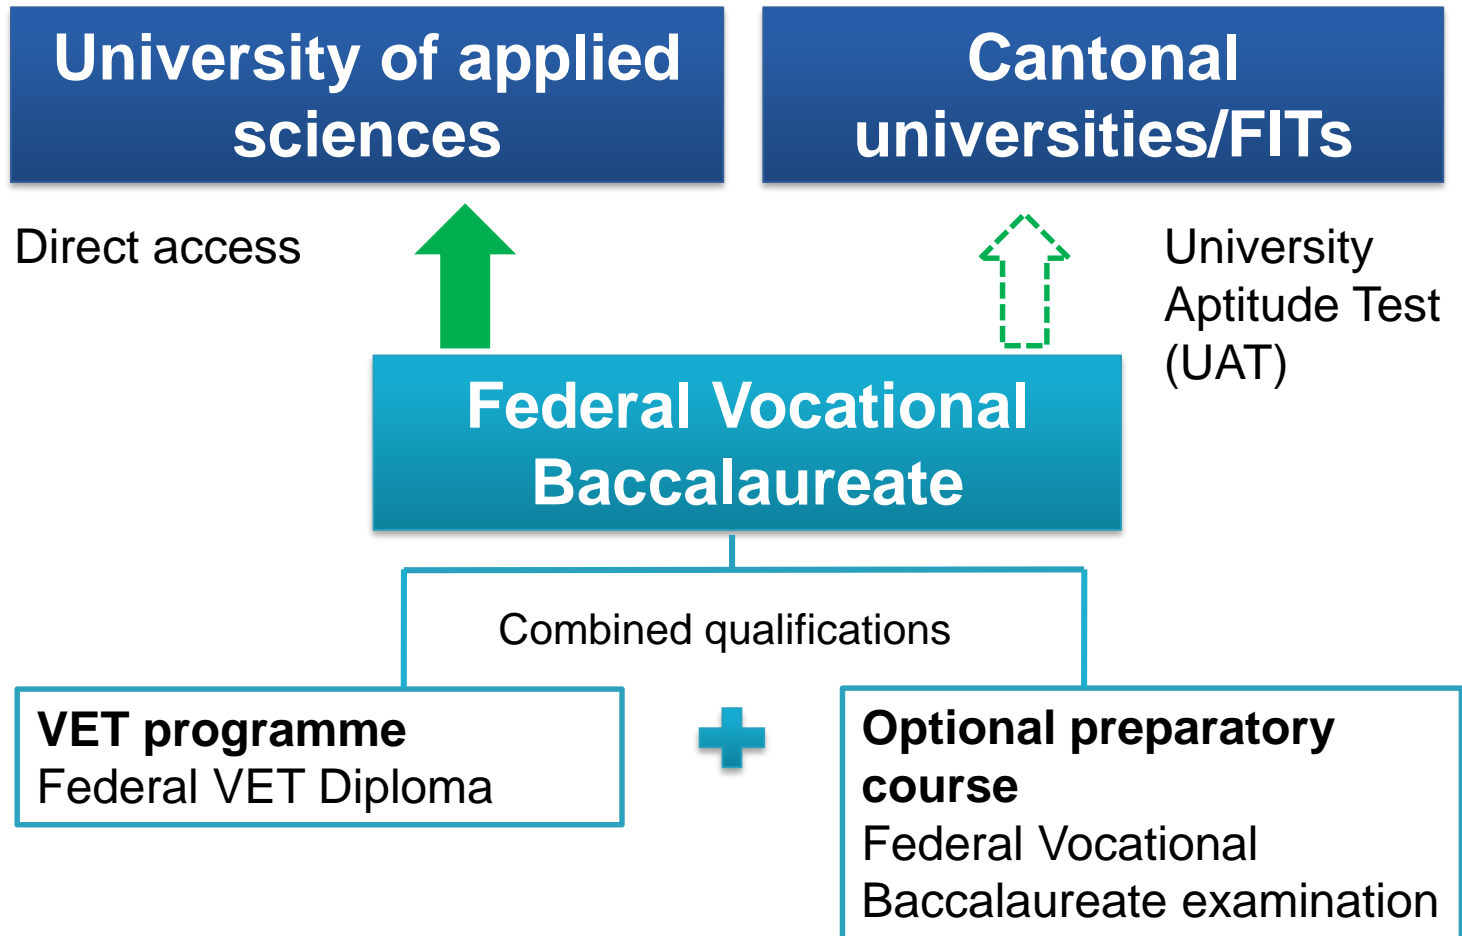 University of applied
sciences
Cantonal
universities/FITs
Direct access
University
Aptitude Test
(UAT)
Federal Vocational
Baccalaureate
Combined qualifications
VET programme
Federal VET Diploma
Optional preparatory
course
Federal Vocational
Baccalaureate examination